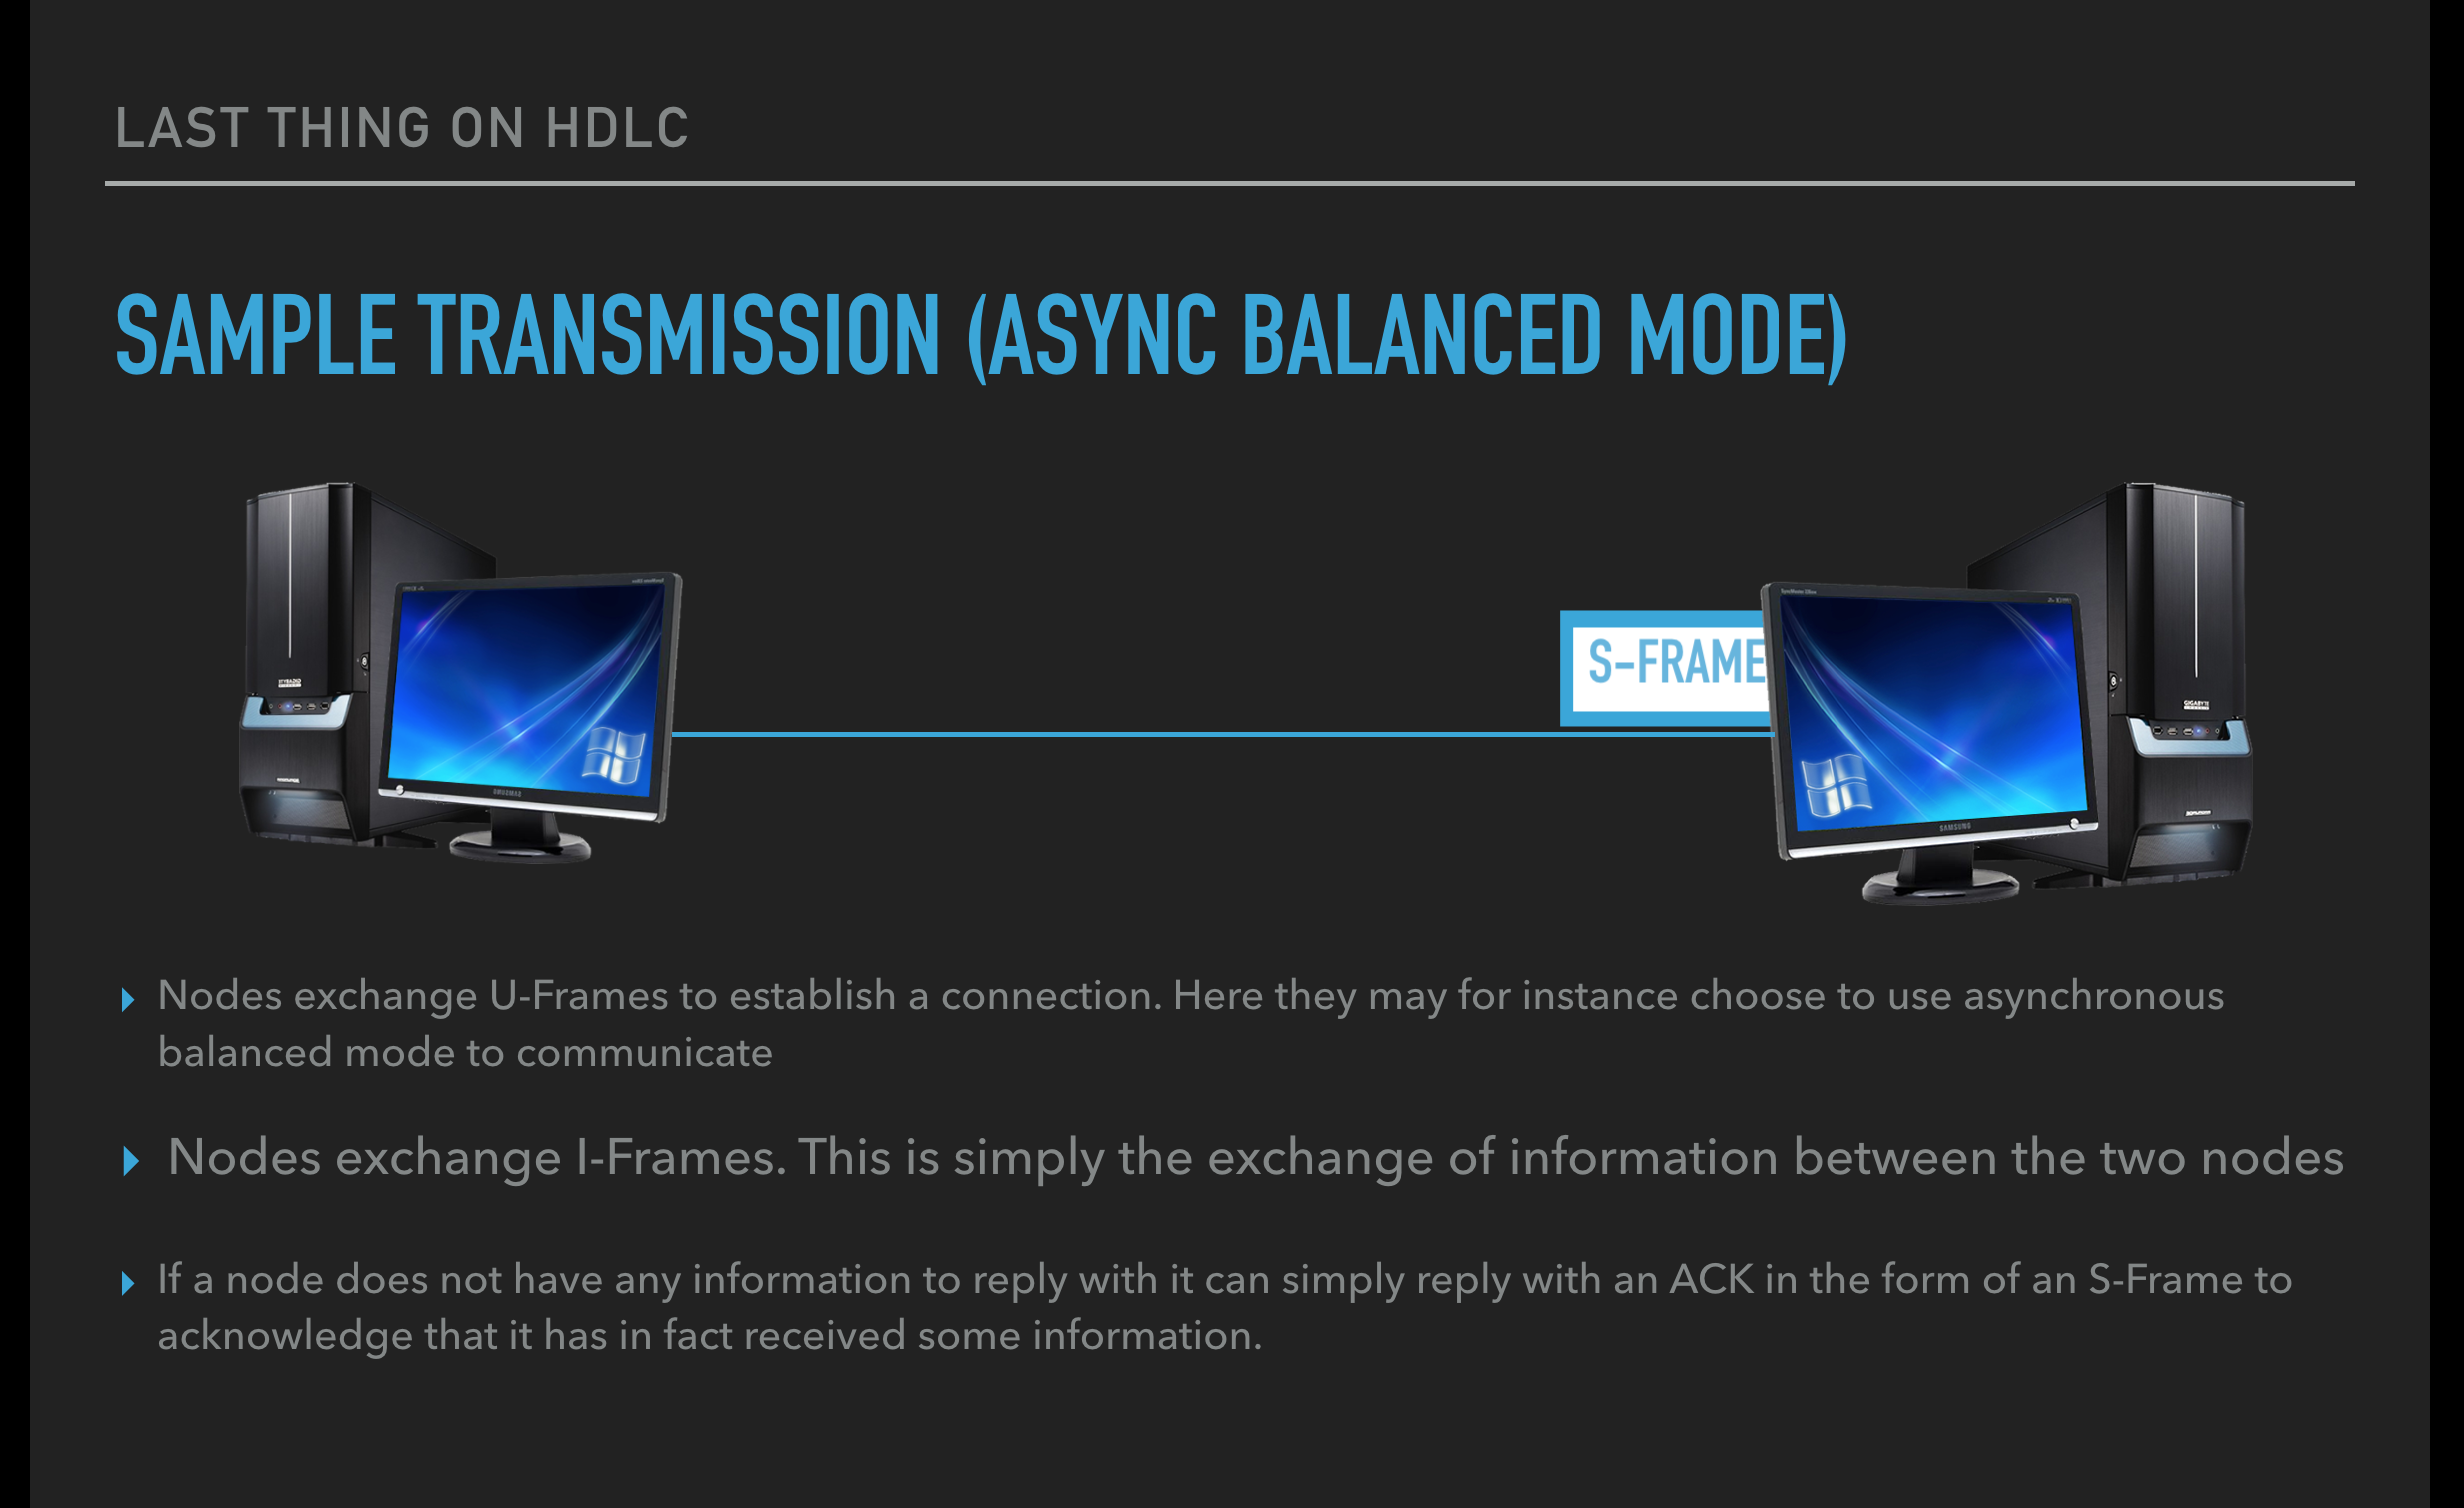 LAST THING ON HDLC
SAMPLE TRANSMISSION (ASYNC BALANCED MODE)
S-FRAME
GIGABYTE
SAMSUNG
Nodes exchange U-Frames to establish a connection. Here they may for instance choose to use asynchronous
balanced mode to communicate
Nodes exchange I-Frames. This is simply the exchange of information between the two nodes
If a node does not have any information to reply with it can simply reply with an ACK in the form of an S-Frame to
acknowledge that it has in fact received some information.